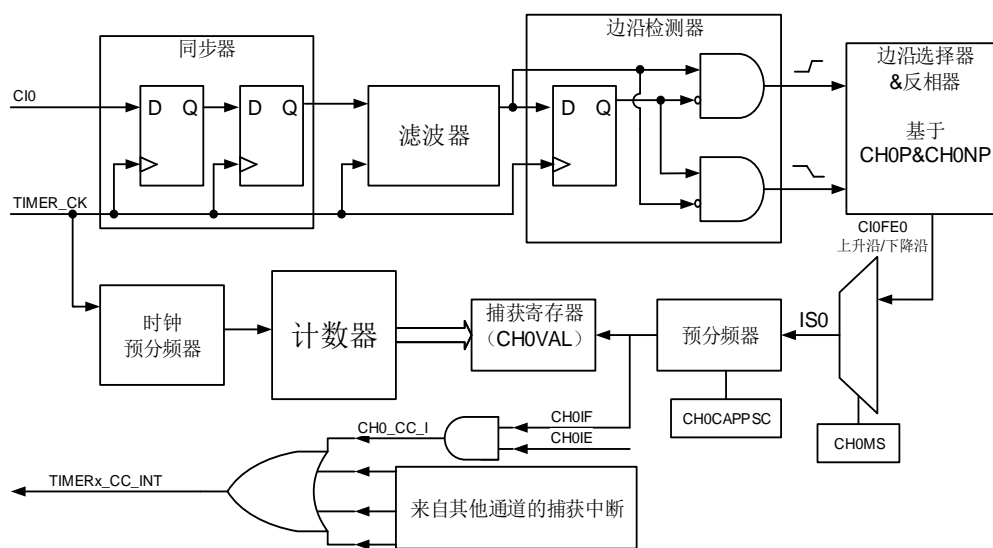 同步器
边沿检测器
CI0
D Q
D Q
滤波器
D Q
边沿选择器
&反相器
基于
CH0P&CH0NP
TIMER_CK
CI0FE0
上升沿/下降沿
时钟
预分频器
计数器
捕获寄存器
（CH0VAL）
预分频器
IS0
CH0CAPPSC
CH0MS
CH0_CC_I
CH0IF
CH0IE
TIMERx_CC_INT
来自其他通道的捕获中断